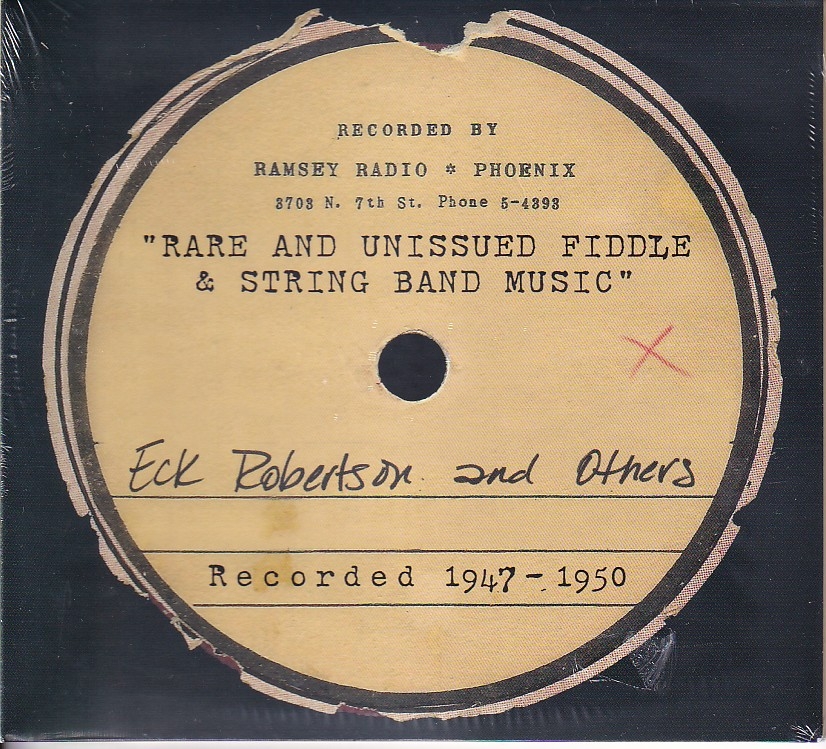 RECORDED BY
RAMSEY RADIO * PHOENIX
3703 N. 7th St. Phone 5-4393
"RARE AND UNISSUED FIDDLE
& STRING BAND MUSIC"
Eck Robertson and Others
Recorded 1947-1950